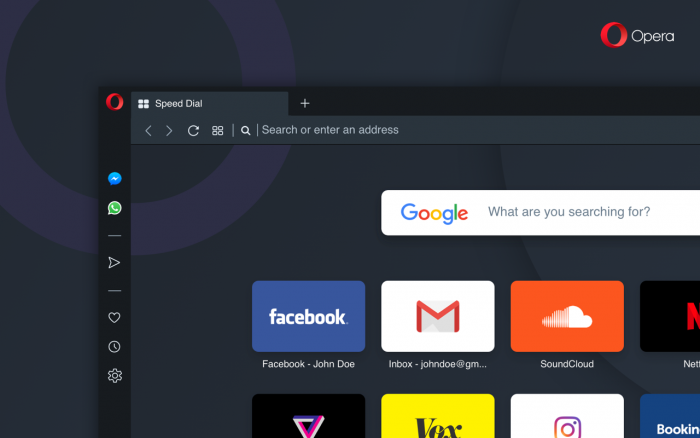 Opera
Speed Dial
Search or enter an address
Google What are you searching for?
facebook.
Facebook - John Doe
Inbox - johndoe@gm...
SoundCloud
Netf
Vox
Bookin